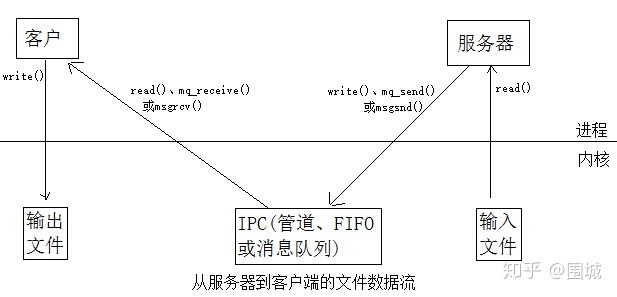 客户
服务器
write()
read()、mq_receive()
或msgrcv()
write()、mq_send()
或msgsnd()
read()
进程
内核
输出
文件
IPC(管道、FIFO
或消息队列)
输入
文件
从服务器到客户端的文件数据流
知乎 @围城